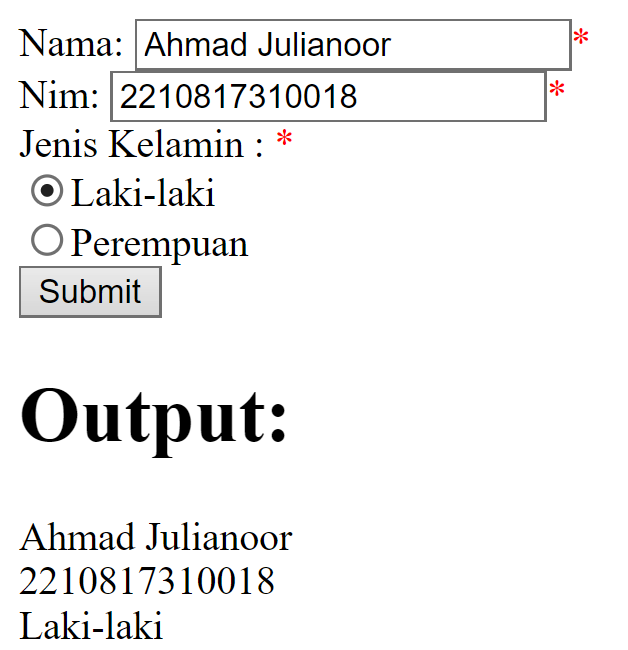 Nama: Ahmad Julianoor*
Nim: 2210817310018*
Jenis Kelamin : *
Laki-laki
Perempuan
Submit
Output:
Ahmad Julianoor
2210817310018
Laki-laki